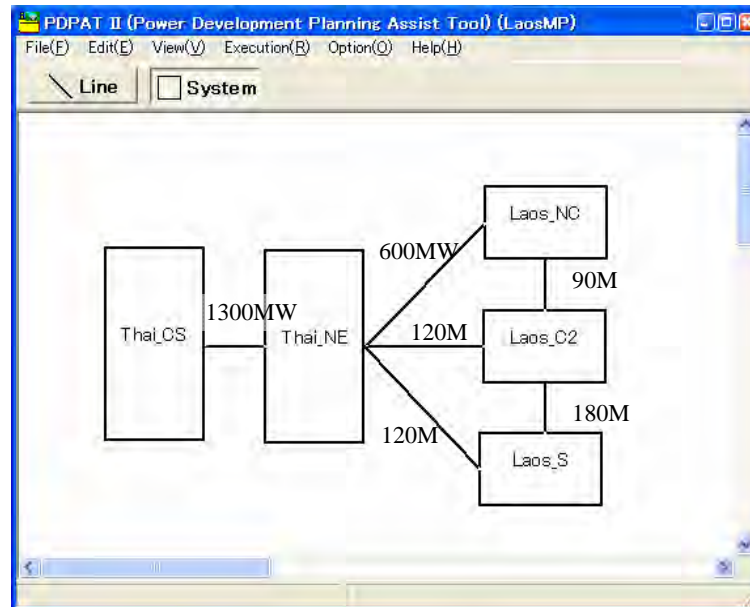 PDPAT II (Power Development Planning Assist Tool) (LaosMP)
File(F) Edit(E) View(V) Execution(R) Option(O) Help(H)
Line System
Laos_NC
600MW
90M
1300MW
Thai_CS
Thai_NE
120M
Laos_C2
180M
120M
Laos_S